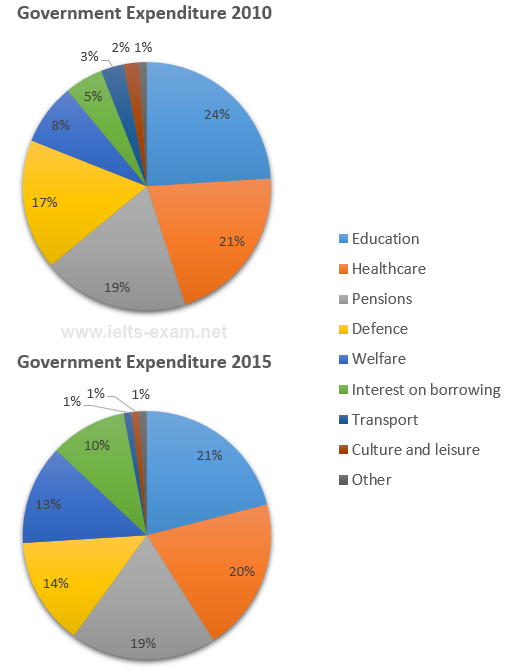 Government Expenditure 2010
2% 1%
3%
5%
24%
8%
17%
21%
19%
Education
Healthcare
Pensions
Defence
Welfare
Interest on borrowing
Transport
Culture and leisure
Other
www.ielts-exam.net
Government Expenditure 2015
1% 1%
1%
10%
21%
13%
14%
20%
19%